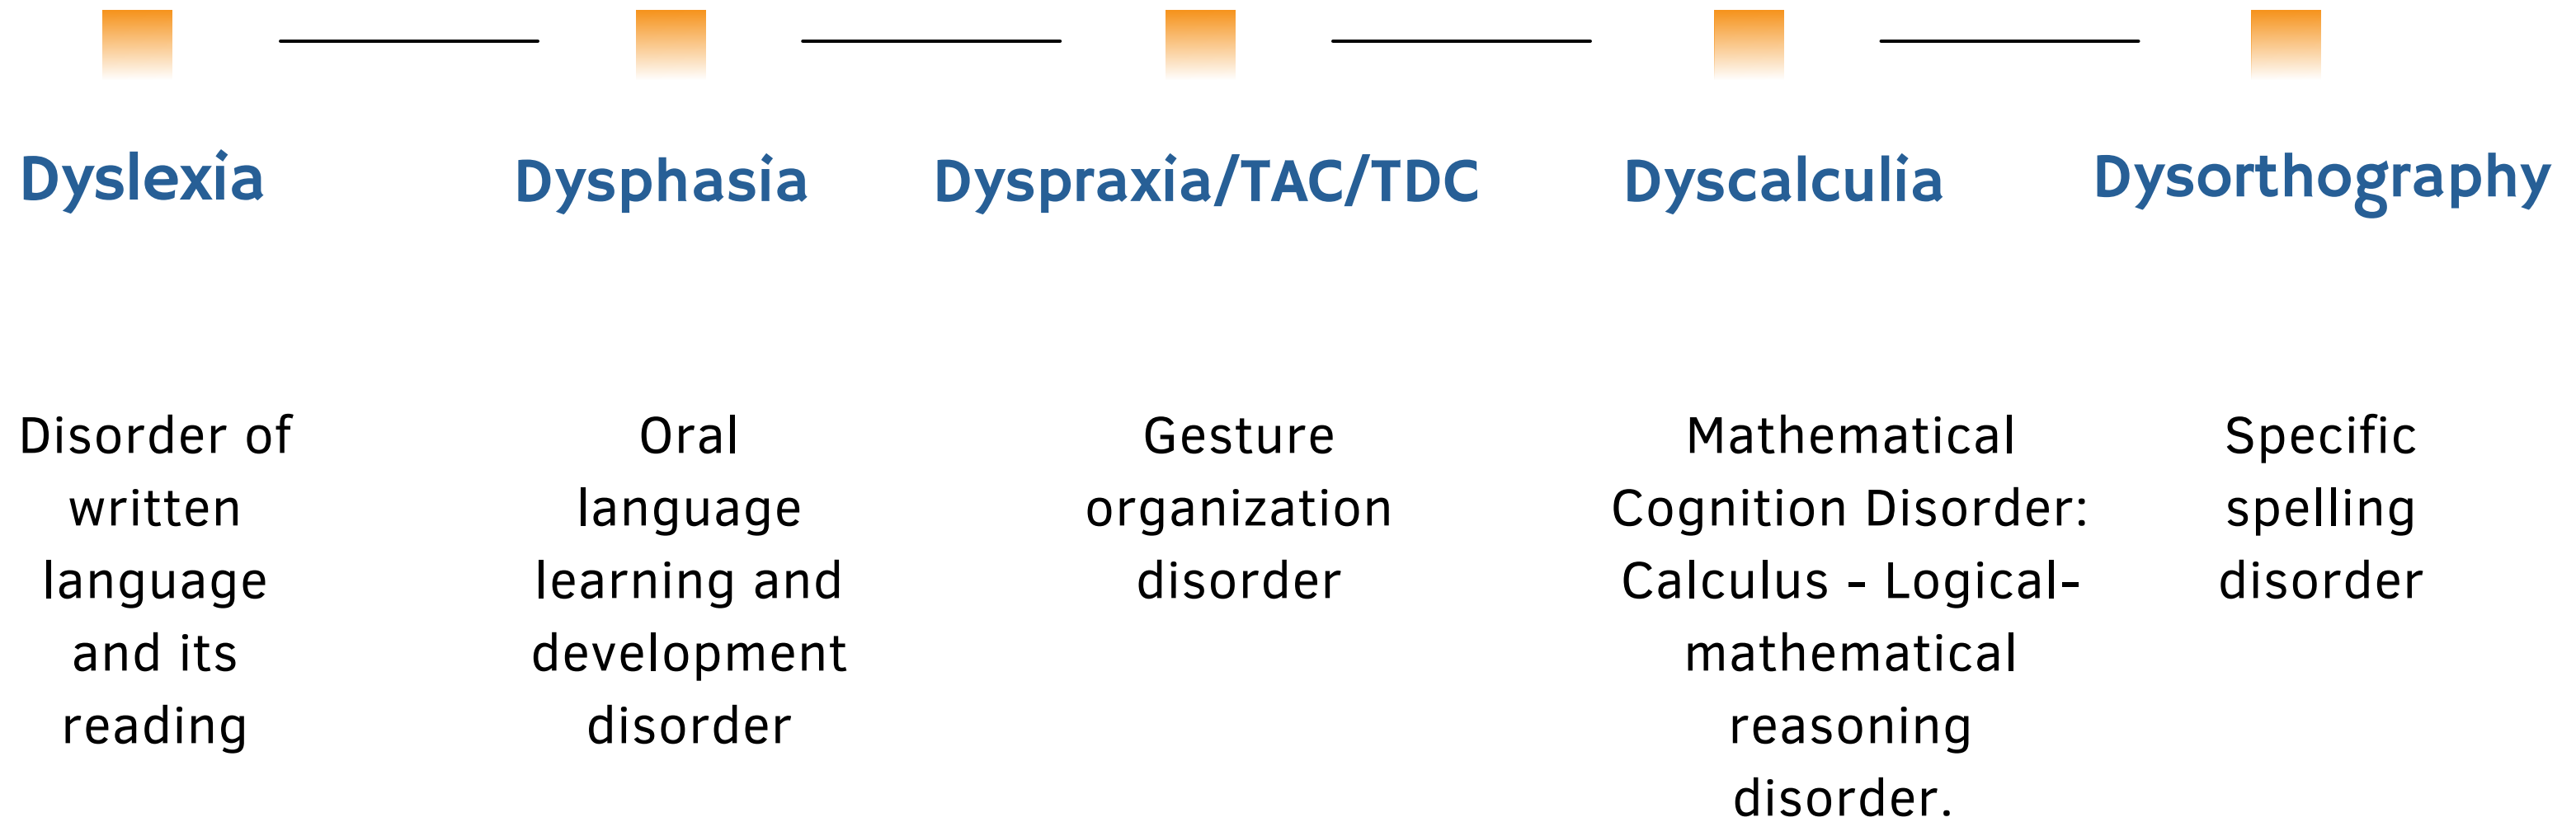 Dyslexia
Disorder of
written
language
and its
reading
Dysphasia
Oral
language
learning and
development
disorder
Dyspraxia/TAC/TDC
Gesture
organization
disorder
Dyscalculia
Mathematical
Cognition Disorder:
Calculus - Logical-
mathematical
reasoning
disorder.
Dysorthography
Specific
spelling
disorder